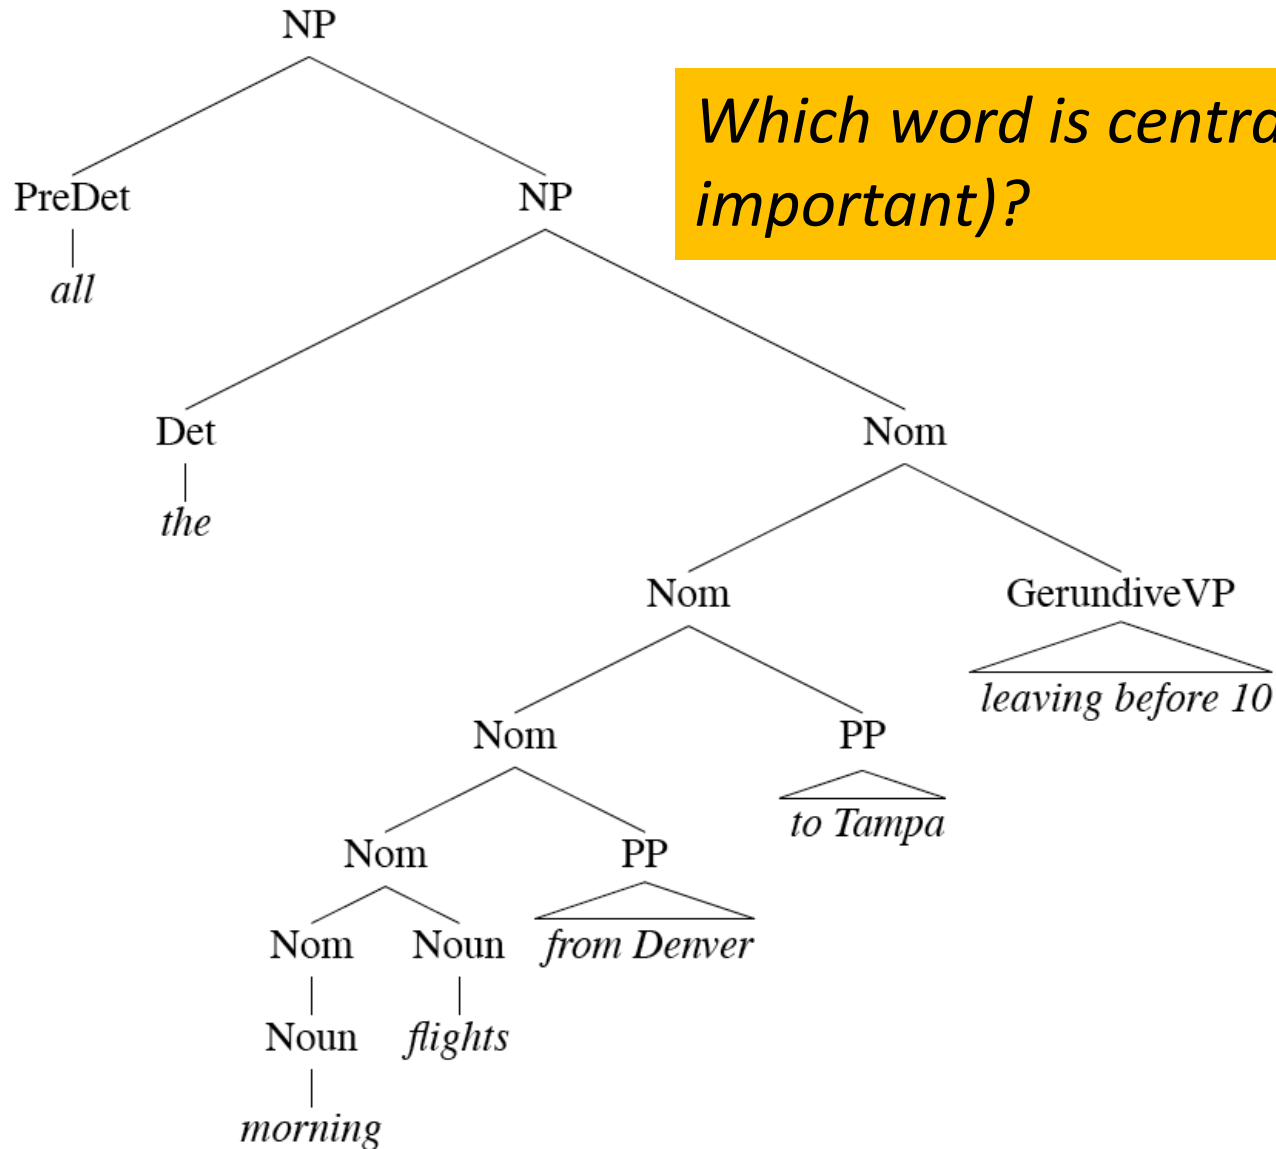 NP
Which word is centra
important)?
PreDet NP
all
Det Nom
the
Nom GerundiveVP
leaving before 10
Nom PP
to Tampa
Nom PP
Nom Noun from Denver
Noun flights
morning